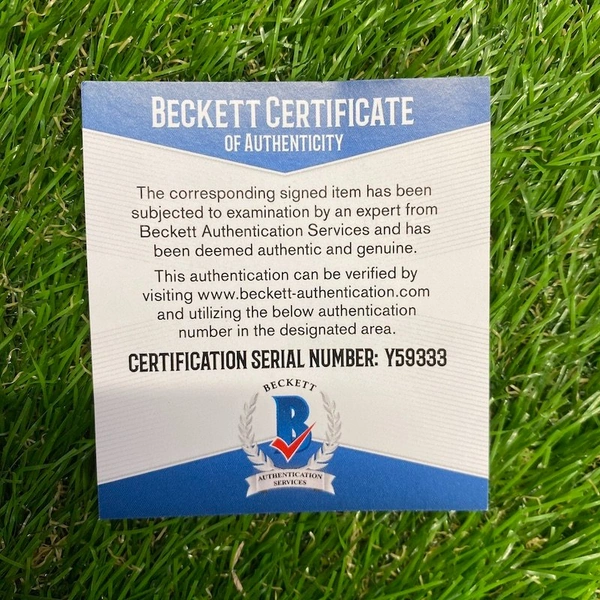 BECKETT CERTIFICATE
OF AUTHENTICITY
The corresponding signed item has been
subjected to examination by an expert from
Beckett Authentication Services and has
been deemed authentic and genuine.
This authentication can be verified by
visiting www.beckett-authentication.com
and utilizing the below authentication
number in the designated area.
CERTIFICATION SERIAL NUMBER: Y59333
BECKETT
B
AUTHENTICATION
SERVICES